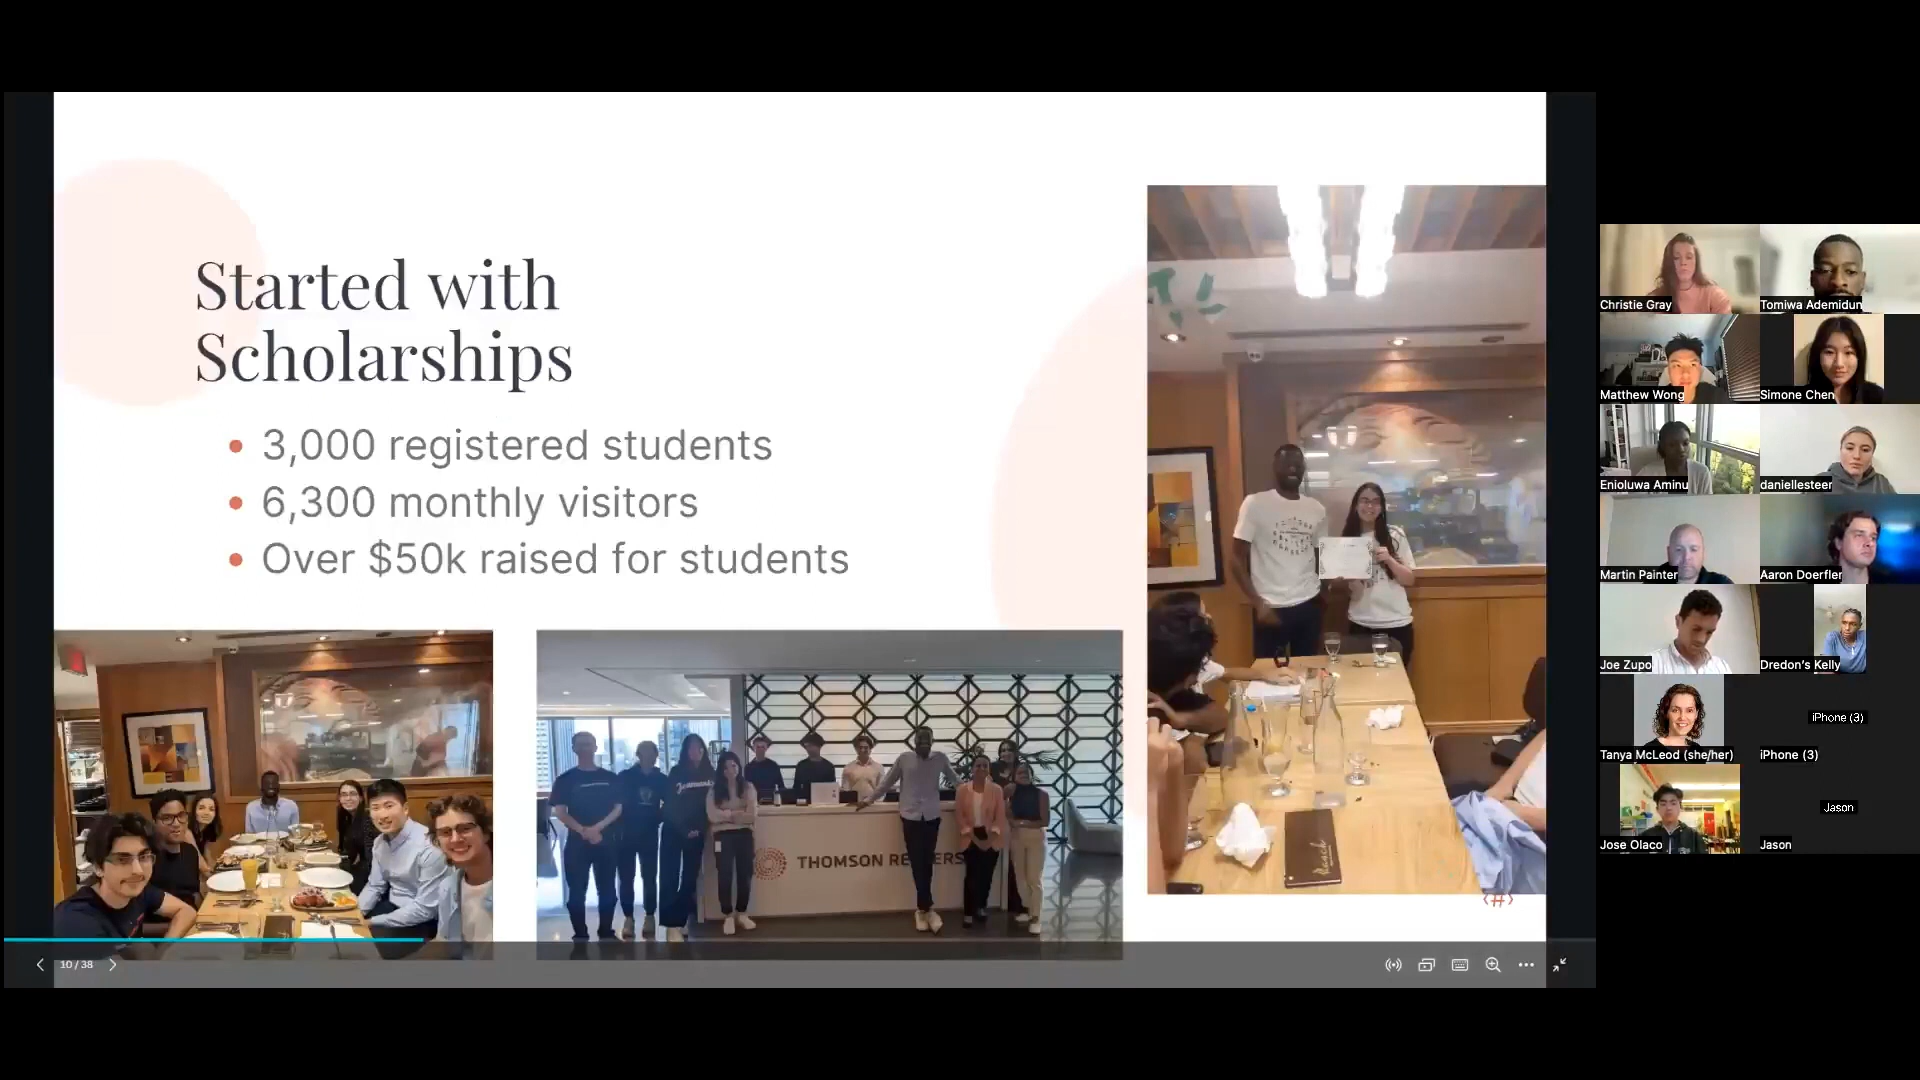 Started with
Scholarships
3,000 registered students
6,300 monthly visitors
Over $50k raised for students
THOMSON REUTERS
‹#›
10 / 38
Christie Gray
Tomiwa Ademidun
Matthew Wong
Simone Chen
Enioluwa Aminu
daniellesteer
Martin Painter
Aaron Doerfler
Joe Zupo
Dredon's Kelly
Tanya McLeod (she/her)
iPhone (3)
iPhone (3)
Jose Olaco
Jason
Jason